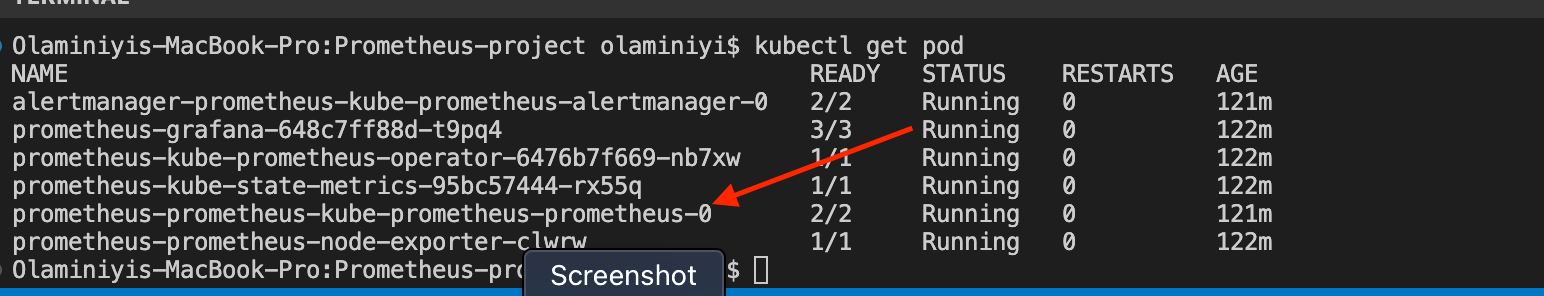 TERMINAL
Olaminiyis-MacBook-Pro:Prometheus-project olaminiyi$ kubectl get pod
NAME READY STATUS RESTARTS AGE
alertmanager-prometheus-kube-prometheus-alertmanager-0 2/2 Running 0 121m
prometheus-grafana-648c7ff88d-t9pq4 3/3 Running 0 122m
prometheus-kube-prometheus-operator-6476b7f669-nb7xw 1/1 Running 0 122m
prometheus-kube-state-metrics-95bc57444-rx55q 1/1 Running 0 122m
prometheus-prometheus-kube-prometheus-prometheus-0 2/2 Running 0 121m
prometheus-prometheus-node-exporter-clwrw 1/1 Running 0 122m
Olaminiyis-MacBook-Pro:Prometheus-pro $
Screenshot